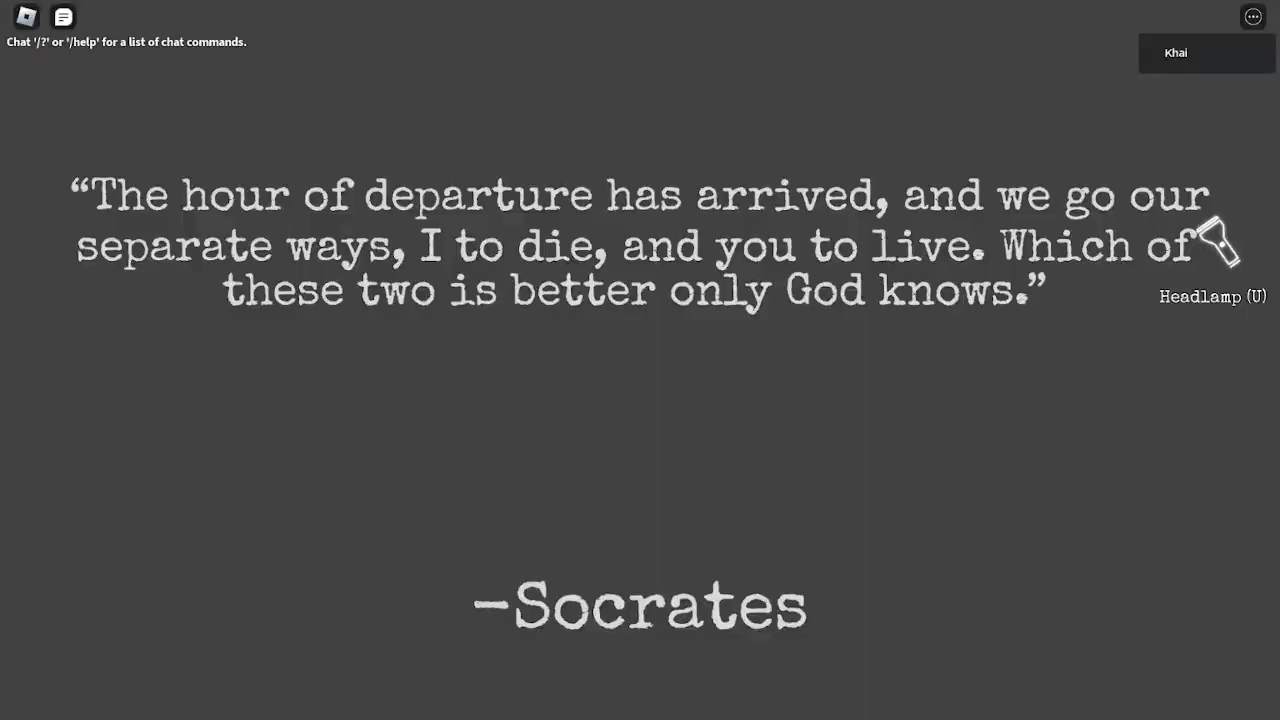 Chat '/?' or '/help' for a list of chat commands.
Khai
“The hour of departure has arrived, and we go our
separate ways, I to die, and you to live. Which of
these two is better only God knows.”
Headlamp (U)
-Socrates